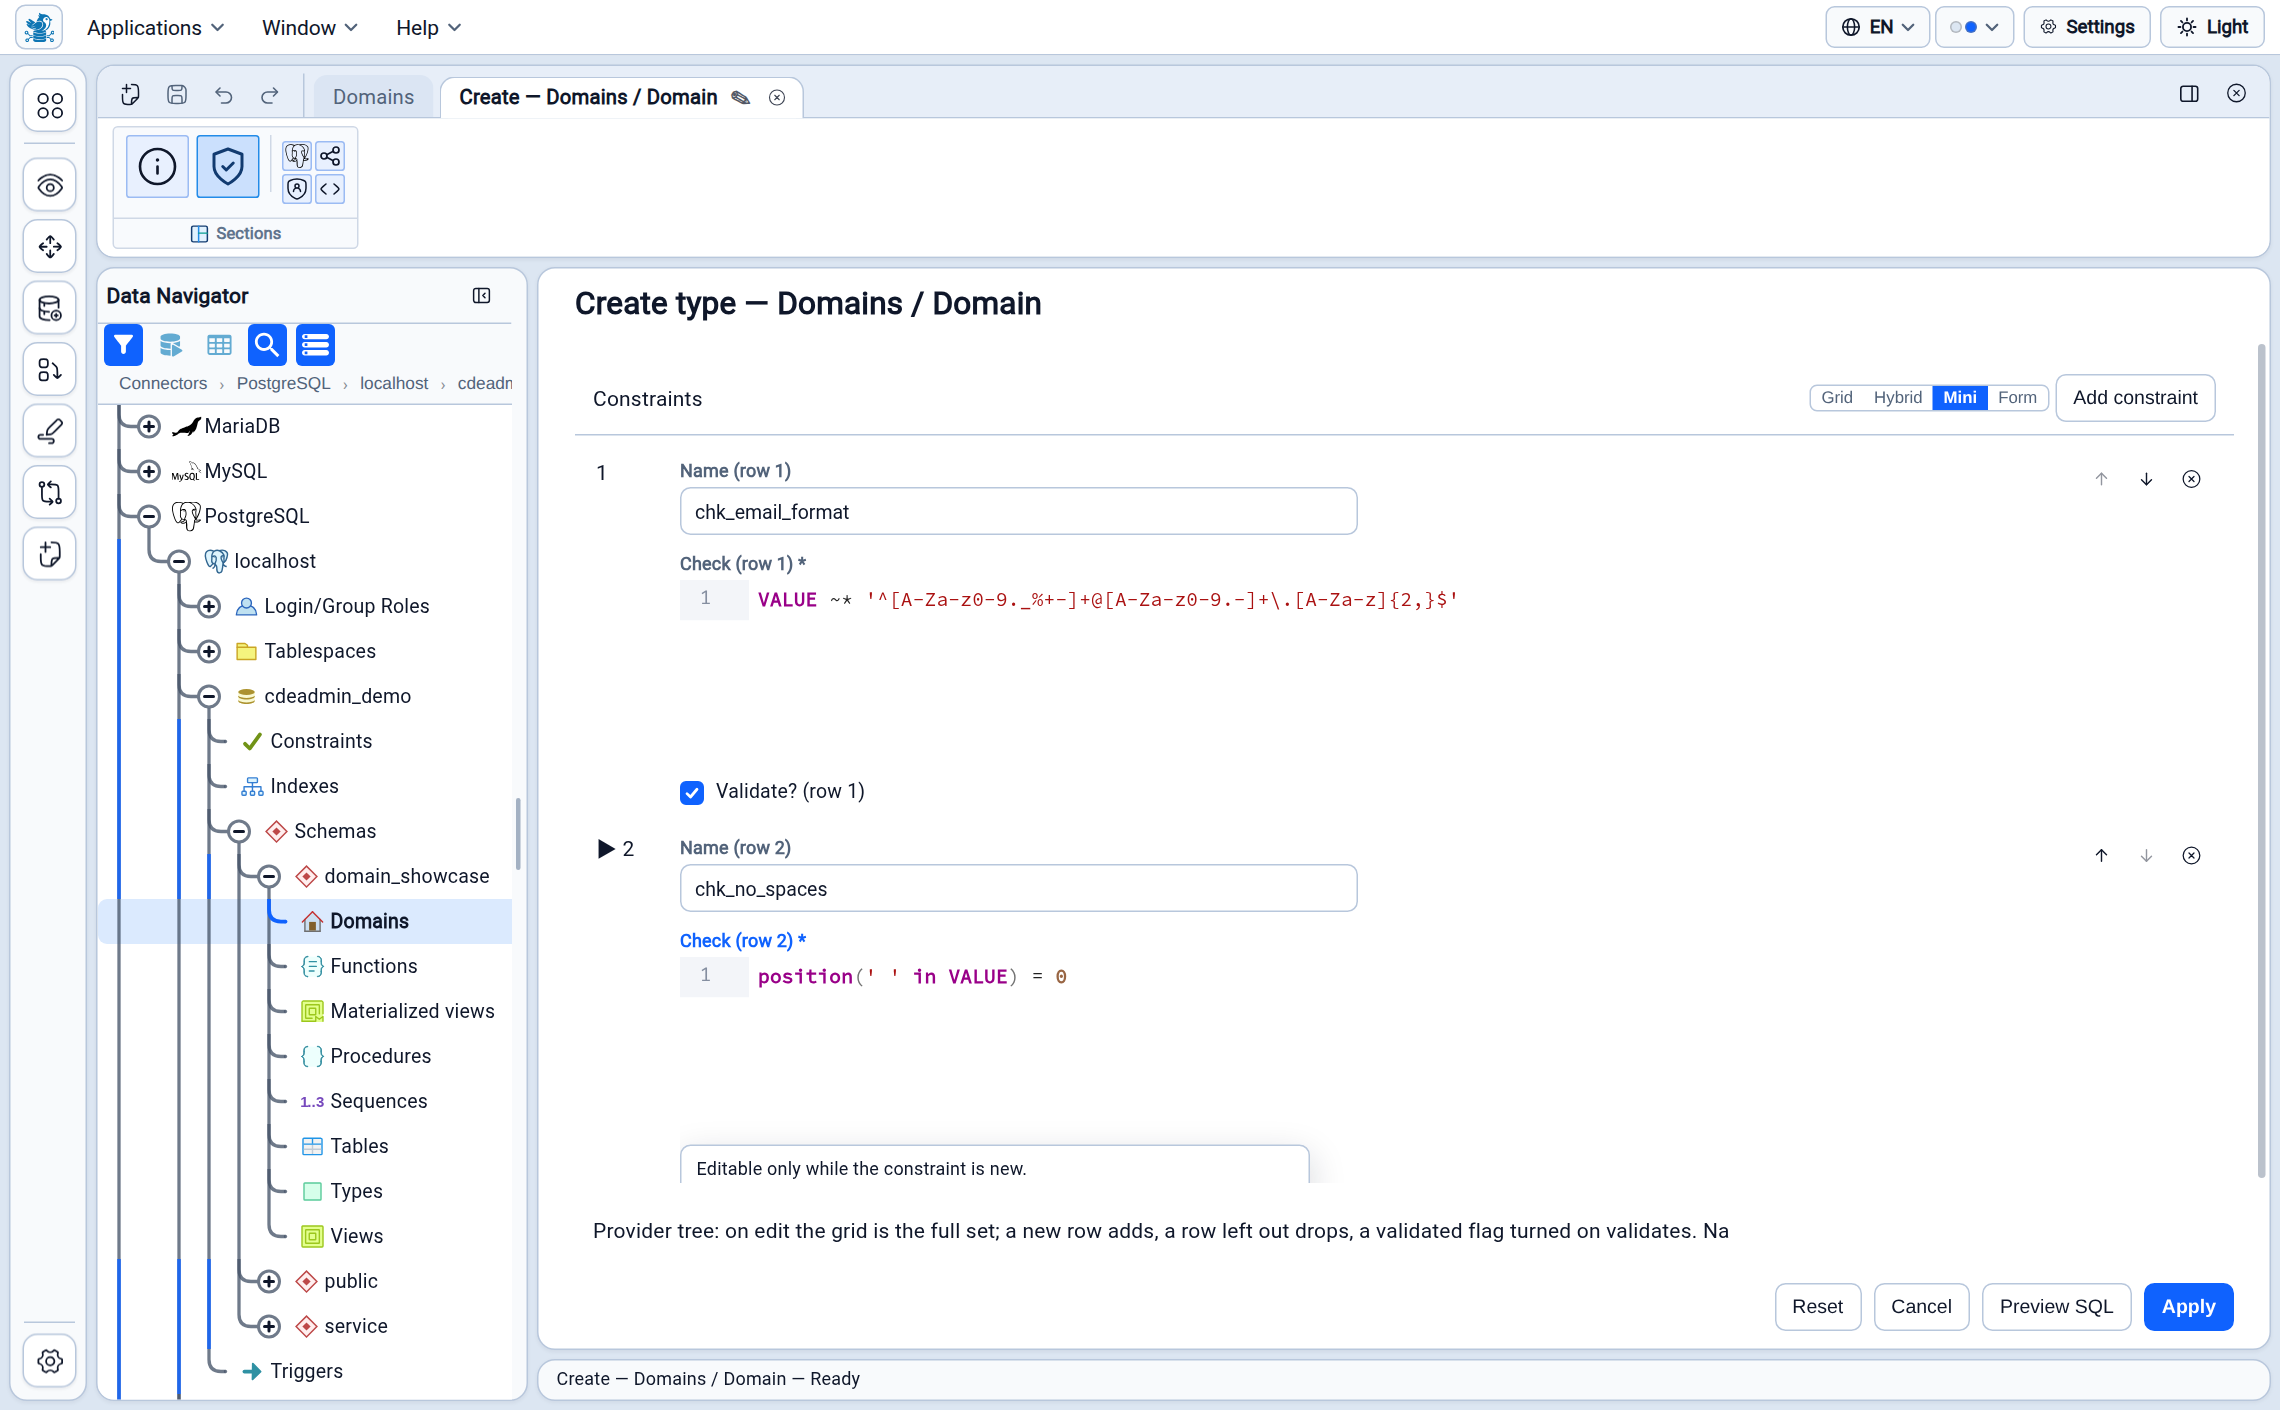 Applications
Window
Help
EN
Settings
Light
Domains
Create — Domains / Domain
Sections
Data Navigator
Connectors › PostgreSQL › localhost ›
MariaDB
MySQL
PostgreSQL
localhost
Login/Group Roles
Tablespaces
cdeadmin_demo
Constraints
Indexes
Schemas
domain_showcase
Domains
Functions
Materialized views
Procedures
1..3 Sequences
Tables
Types
Views
public
service
Triggers
Create type — Domains / Domain
Constraints
Grid Hybrid Mini Form
Add constraint
1
Name (row 1)
chk_email_format
Check (row 1) *
1 VALUE ~* '^[A-Za-z0-9._%+-]+@[A-Za-z0-9.-]+\.[A-Za-z]{2,}$'
Validate? (row 1)
2
Name (row 2)
chk_no_spaces
Check (row 2) *
1 position(' ' in VALUE) = 0
Editable only while the constraint is new.
Provider tree: on edit the grid is the full set; a new row adds, a row left out drops, a validated flag turned on validates. Na
Reset
Cancel
Preview SQL
Apply
Create — Domains / Domain — Ready